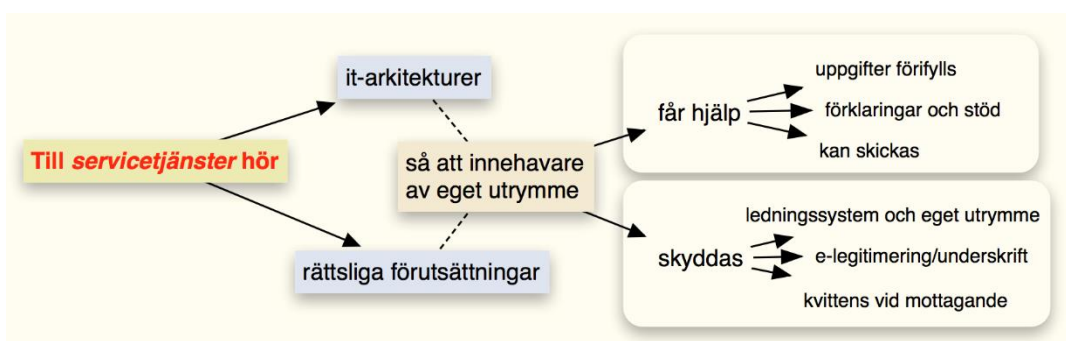 Till servicetjänster hör
it-arkitekturer
rättsliga förutsättningar
så att innehavare
av eget utrymme
får hjälp
uppgifter förifylls
förklaringar och stöd
kan skickas
skyddas
ledningssystem och eget utrymme
e-legitimering/underskrift
kvittens vid mottagande